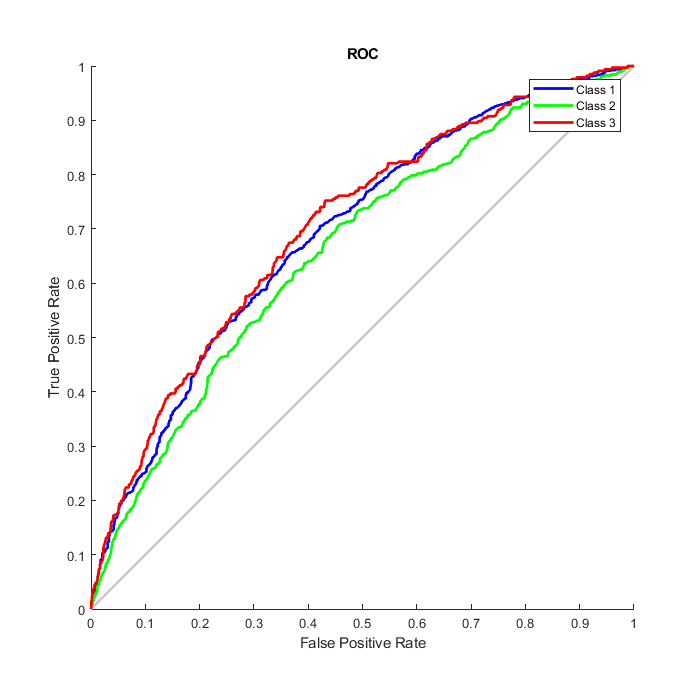 ROC
True Positive Rate
1
0.9
0.8
0.7
0.6
0.5
0.4
0.3
0.2
0.1
0
Class 1
Class 2
Class 3
0 0.1 0.2 0.3 0.4 0.5 0.6 0.7 0.8 0.9 1
False Positive Rate